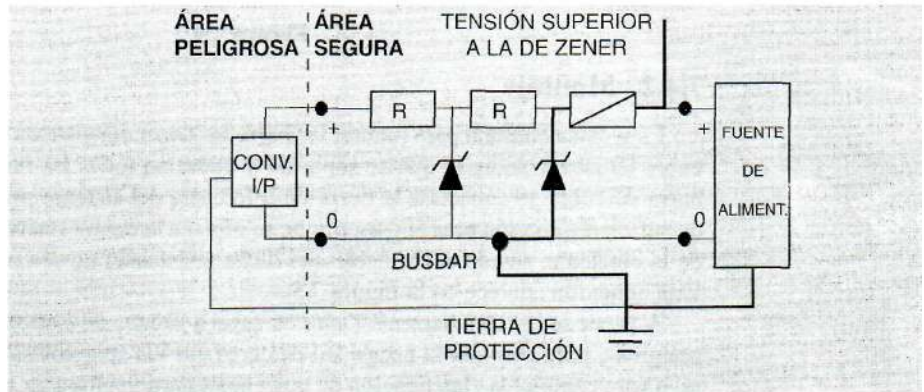 ÁREA
PELIGROSA
ÁREA
SEGURA
TENSIÓN SUPERIOR
A LA DE ZENER
R
R
+
+
CONV.
I/P
FUENTE
DE
ALIMENT.
0
0
BUSBAR
TIERRA DE
PROTECCIÓN